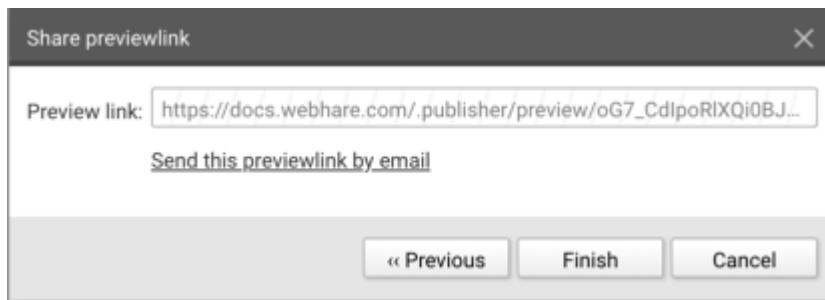 Share previewlink
Preview link: https://docs.webhare.com/.publisher/preview/oG7_CdIpoRlXQi0BJ...
Send this previewlink by email
‹‹ Previous Finish Cancel